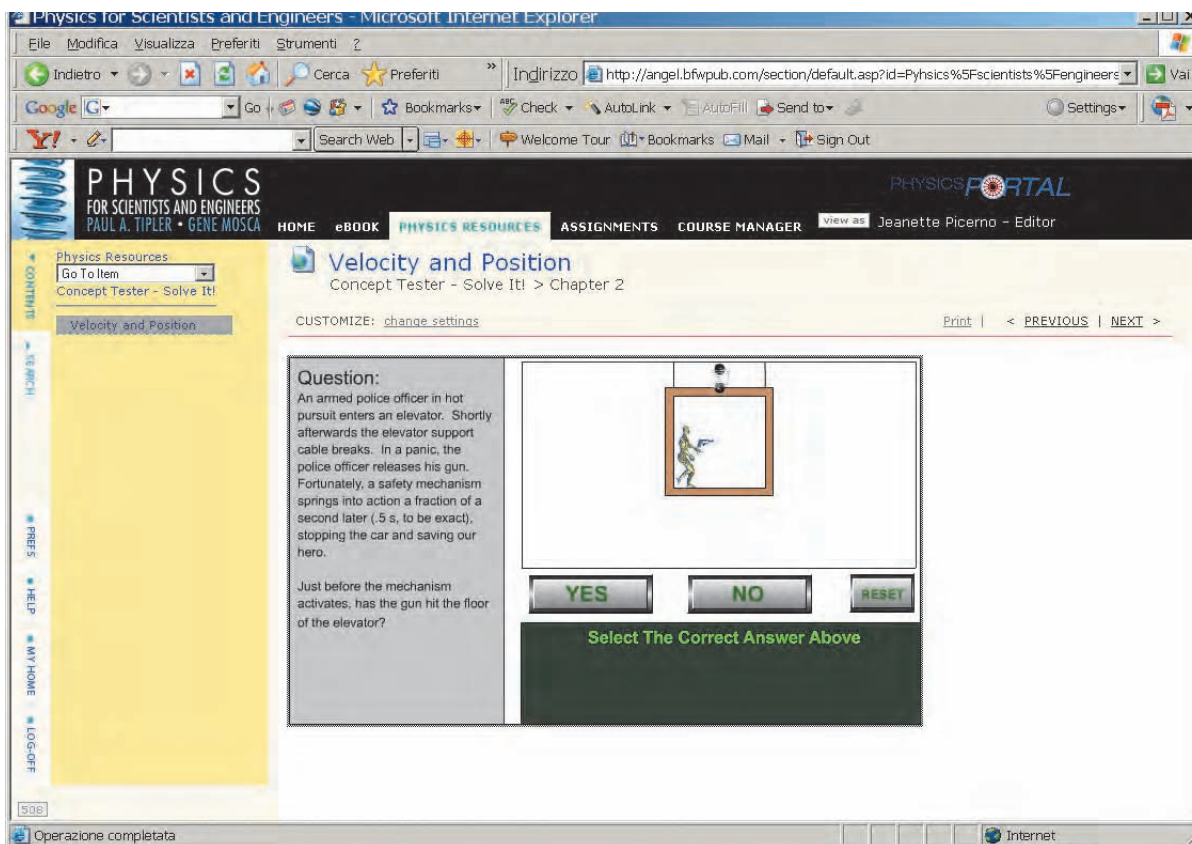 Physics for Scientists and Engineers - Microsoft Internet Explorer
File Modifica Visualizza Preferiti Strumenti ?
Indietro Cerca Preferiti » Indirizzo http://angel.bfwpub.com/section/default.asp?id=Pyhsics%5Fscientists%5Fengineers Vai
Google G Go Bookmarks ABC Check AutoLink AutoFill Send to Settings
Y! Search Web Welcome Tour Bookmarks Mail Sign Out
PHYSICS
FOR SCIENTISTS AND ENGINEERS
PAUL A. TIPLER • GENE MOSCA
PHYSICSPORTAL
HOME eBOOK PHYSICS RESOURCES ASSIGNMENTS COURSE MANAGER view as Jeanette Picerno - Editor
CONTENTS
SEARCH
PREFS
HELP
MY HOME
LOG-OFF
508
Physics Resources
Go To Item
Concept Tester - Solve It!
Velocity and Position
Velocity and Position
Concept Tester - Solve It! > Chapter 2
CUSTOMIZE: change settings
Print | < PREVIOUS | NEXT >
Question:
An armed police officer in hot
pursuit enters an elevator. Shortly
afterwards the elevator support
cable breaks. In a panic, the
police officer releases his gun.
Fortunately, a safety mechanism
springs into action a fraction of a
second later (.5 s, to be exact),
stopping the car and saving our
hero.
Just before the mechanism
activates, has the gun hit the floor
of the elevator?
YES NO RESET
Select The Correct Answer Above
Operazione completata
Internet